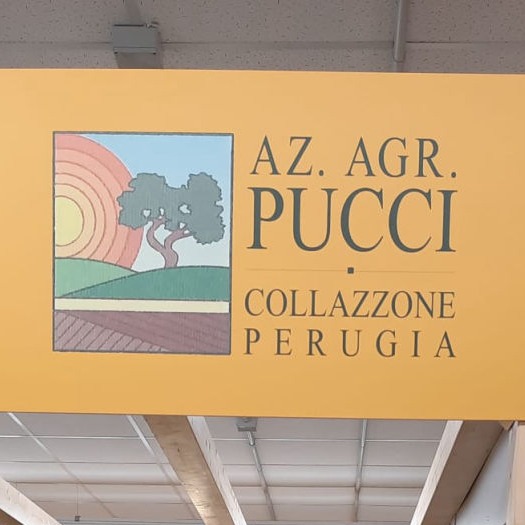 AZ. AGR.
PUCCI
COLLAZZONE
PERUGIA